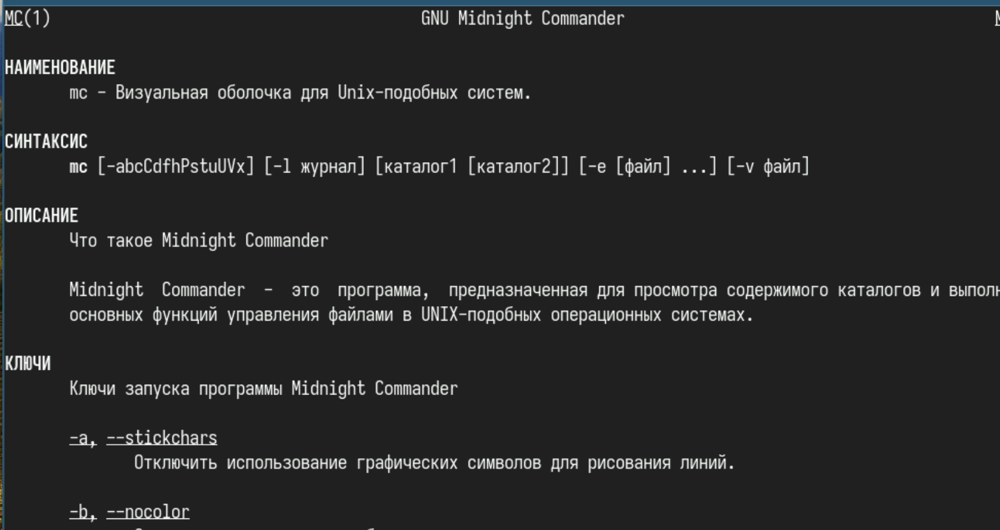 MC(1) GNU Midnight Commander
НАИМЕНОВАНИЕ
mc - Визуальная оболочка для Unix-подобных систем.
СИНТАКСИС
mc [-abcCdfhPstuUVx] [-l журнал] [каталог1 [каталог2]] [-e [файл] ...] [-v файл]
ОПИСАНИЕ
Что такое Midnight Commander
Midnight Commander - это программа, предназначенная для просмотра содержимого каталогов и
основных функций управления файлами в UNIX-подобных операционных системах.
КЛЮЧИ
Ключи запуска программы Midnight Commander
-a, --stickchars
Отключить использование графических символов для рисования линий.
-b, --nocolor